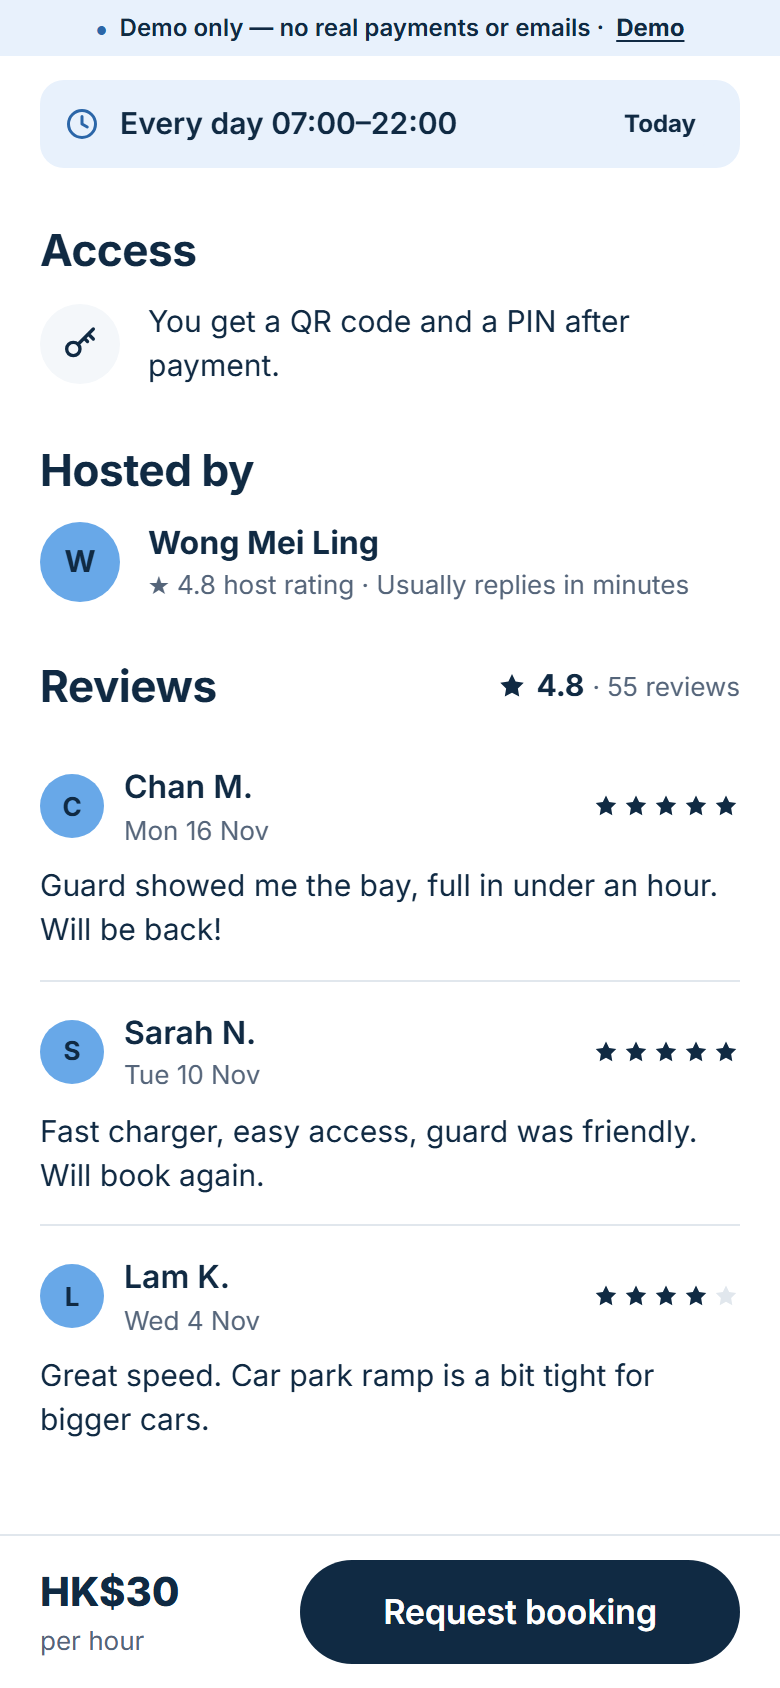 Demo only — no real payments or emails · Demo
Every day 07:00–22:00 Today
Access
You get a QR code and a PIN after
payment.
Hosted by
W
Wong Mei Ling
★ 4.8 host rating · Usually replies in minutes
Reviews ★ 4.8 · 55 reviews
C
Chan M.
Mon 16 Nov
Guard showed me the bay, full in under an hour.
Will be back!
S
Sarah N.
Tue 10 Nov
Fast charger, easy access, guard was friendly.
Will book again.
L
Lam K.
Wed 4 Nov
Great speed. Car park ramp is a bit tight for
bigger cars.
HK$30
per hour
Request booking